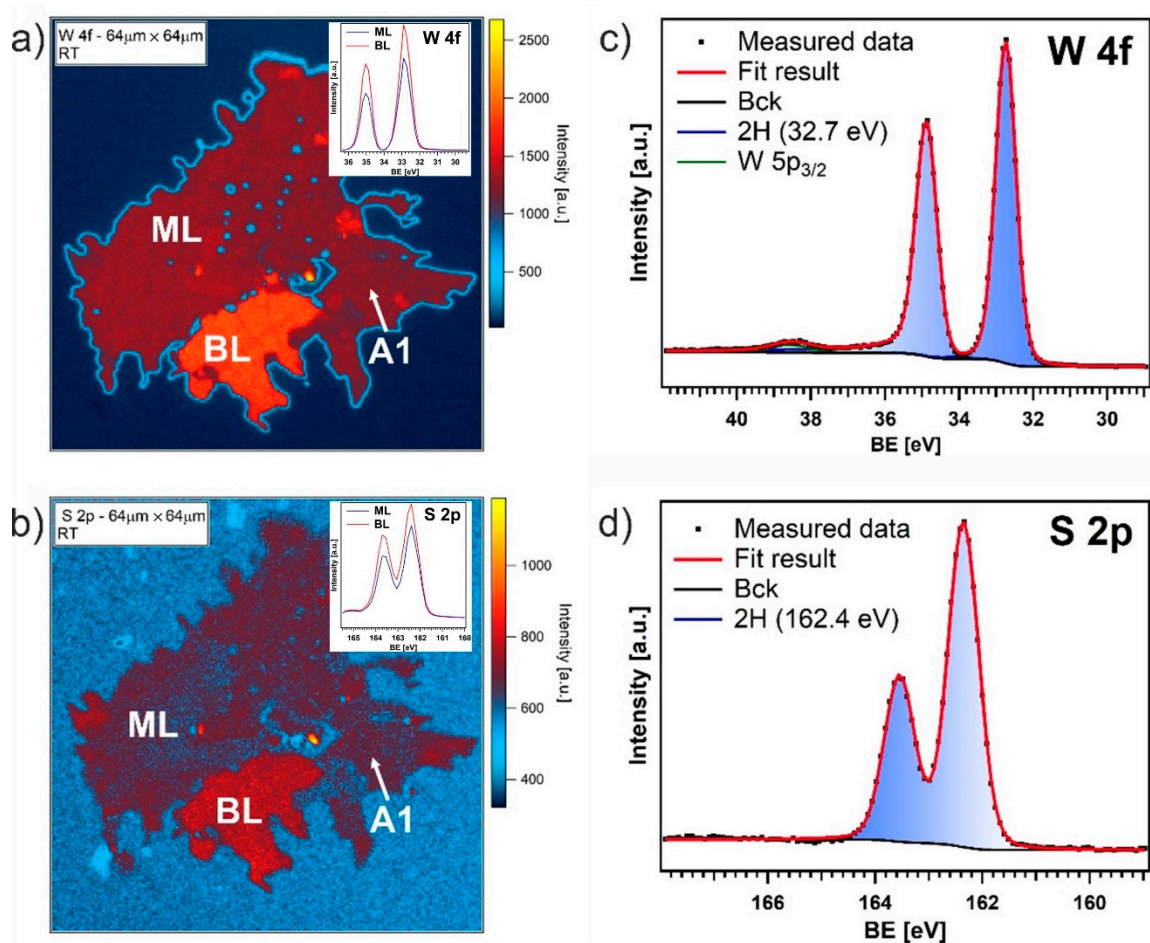 a)
W 4f - 64μm × 64μm
RT
ML
BL
W 4f
Intensity [a.u.]
36 35 34 33 32 31 30
BE [eV]
ML
BL
A1
2500
2000
1500
1000
500
Intensity [a.u.]
b)
S 2p - 64μm × 64μm
RT
ML
BL
S 2p
Intensity [a.u.]
165 164 163 162 161 160
BE [eV]
ML
BL
A1
1000
800
600
400
Intensity [a.u.]
c)
Measured data
Fit result
Bck
2H (32.7 eV)
W 5p3/2
W 4f
Intensity [a.u.]
40 38 36 34 32 30
BE [eV]
d)
Measured data
Fit result
Bck
2H (162.4 eV)
S 2p
Intensity [a.u.]
166 164 162 160
BE [eV]